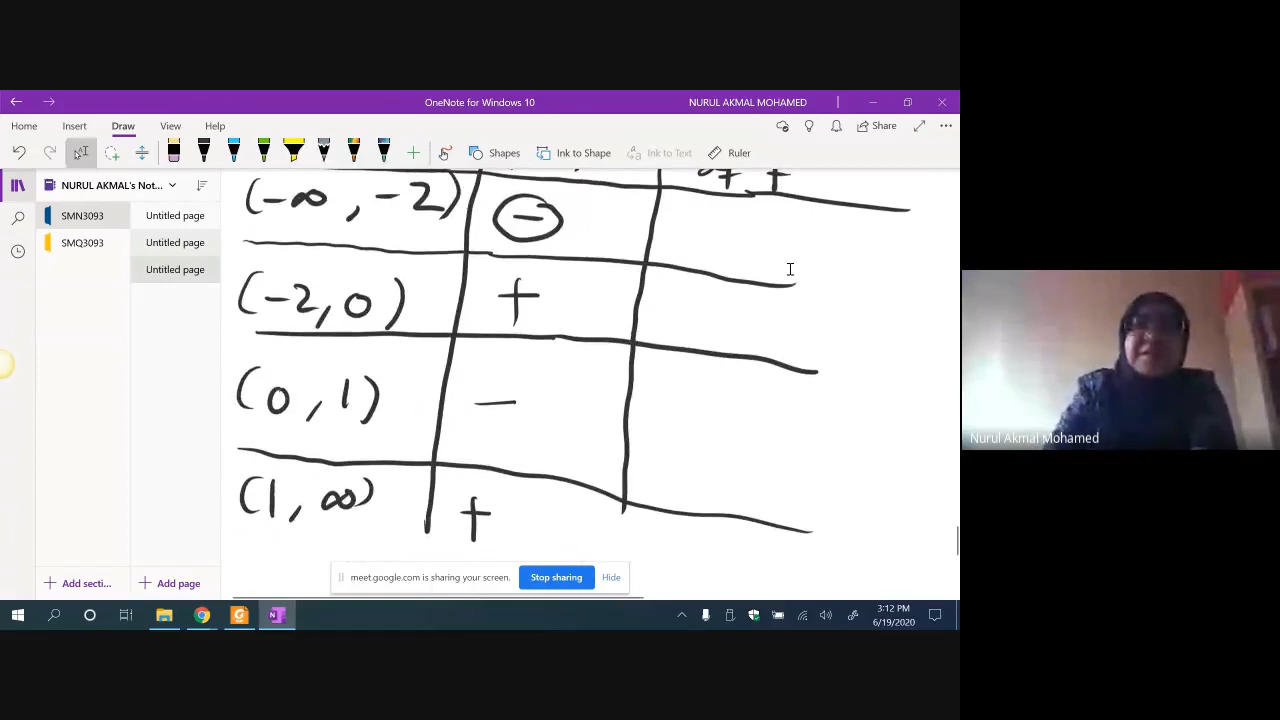 OneNote for Windows 10
NURUL AKMAL MOHAMED
Home Insert Draw View Help
Share
Shapes Ink to Shape Ink to Text Ruler
NURUL AKMAL's Not...
SMN3093
SMQ3093
Untitled page
Untitled page
Untitled page
(-∞, -2) -
(-2, 0) +
(0, 1) -
(1, ∞) +
Nurul Akmal Mohamed
meet.google.com is sharing your screen. Stop sharing Hide
Add secti... Add page
3:12 PM
6/19/2020